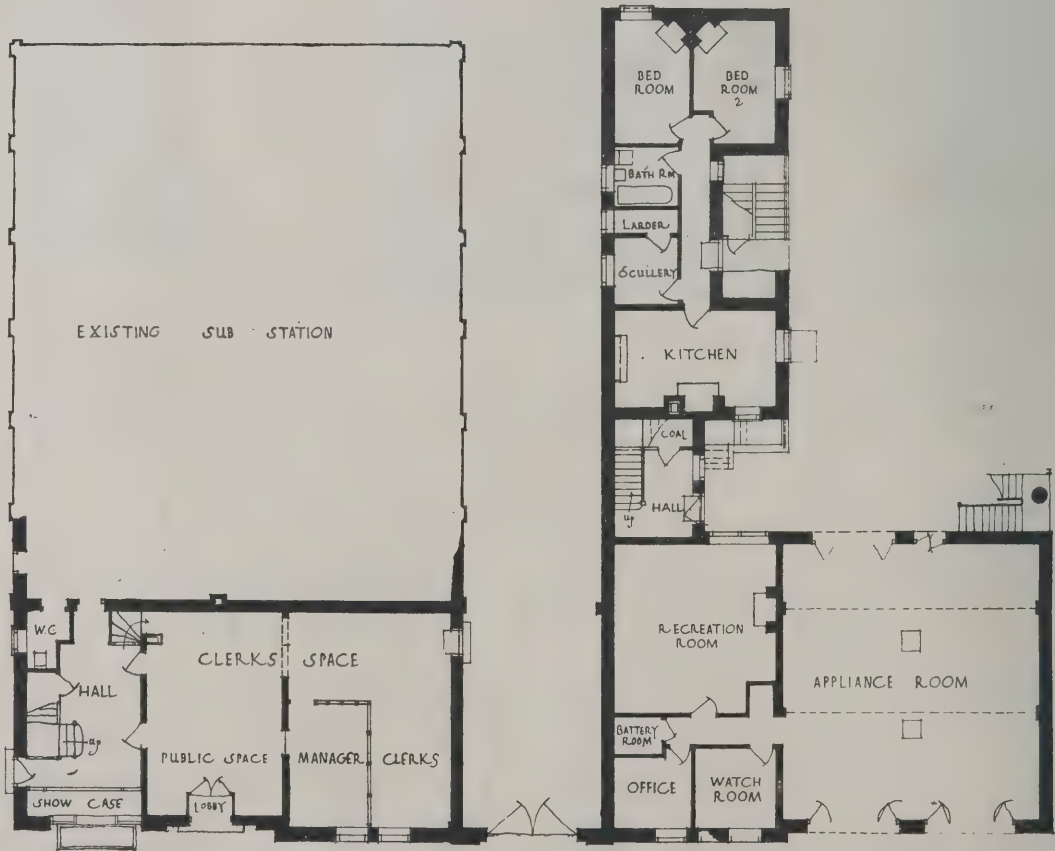 EXISTING SUB STATION
W.C
HALL
up
SHOW CASE
CLERKS SPACE
PUBLIC SPACE
LOBBY
MANAGER
CLERKS
BED
ROOM
BED
ROOM
2
BATH RM
LARDER
SCULLERY
KITCHEN
COAL
HALL
up
RECREATION
ROOM
APPLIANCE ROOM
BATTERY
ROOM
OFFICE
WATCH
ROOM